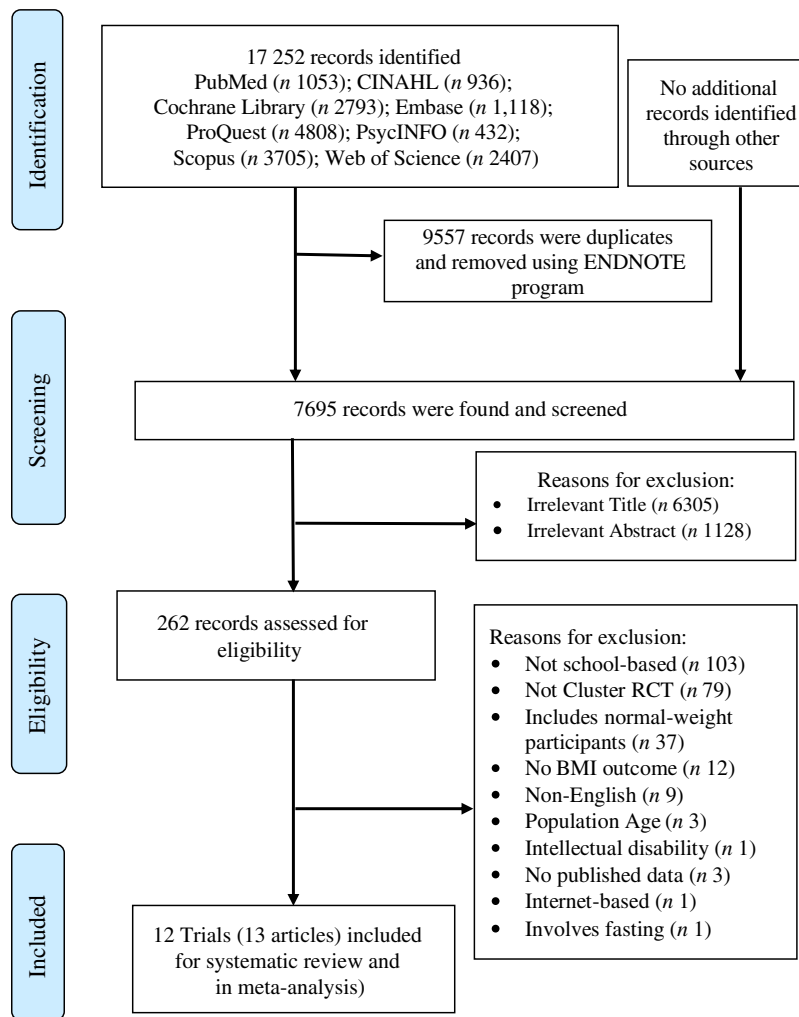 Identification
17 252 records identified
PubMed (n 1053); CINAHL (n 936);
Cochrane Library (n 2793); Embase (n 1,118);
ProQuest (n 4808); PsycINFO (n 432);
Scopus (n 3705); Web of Science (n 2407)
No additional
records identified
through other
sources
9557 records were duplicates
and removed using ENDNOTE
program
Screening
7695 records were found and screened
Reasons for exclusion:
• Irrelevant Title (n 6305)
• Irrelevant Abstract (n 1128)
Eligibility
262 records assessed for
eligibility
Reasons for exclusion:
• Not school-based (n 103)
• Not Cluster RCT (n 79)
• Includes normal-weight
participants (n 37)
• No BMI outcome (n 12)
• Non-English (n 9)
• Population Age (n 3)
• Intellectual disability (n 1)
• No published data (n 3)
• Internet-based (n 1)
• Involves fasting (n 1)
Included
12 Trials (13 articles) included
for systematic review and
in meta-analysis)